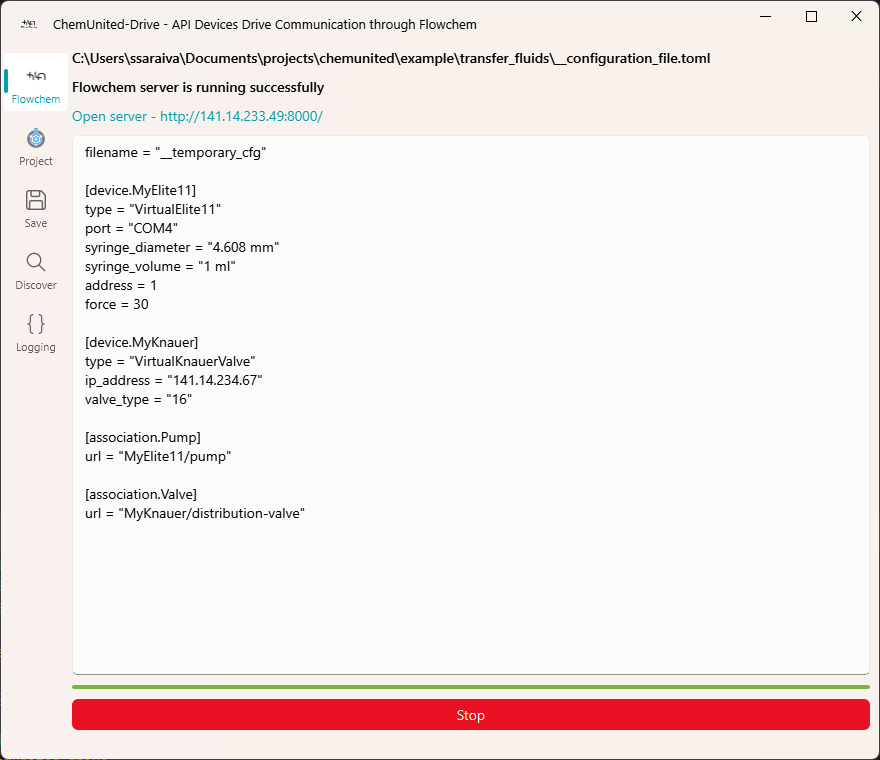 ChemUnited-Drive - API Devices Drive Communication through Flowchem
C:\Users\ssaraiva\Documents\projects\chemunited\example\transfer_fluids\__configuration_file.toml
Flowchem server is running successfully
Open server - http://141.14.233.49:8000/
Flowchem
Project
Save
Discover
Logging
filename = "__temporary_cfg"
[device.MyElite11]
type = "VirtualElite11"
port = "COM4"
syringe_diameter = "4.608 mm"
syringe_volume = "1 ml"
address = 1
force = 30
[device.MyKnauer]
type = "VirtualKnauerValve"
ip_address = "141.14.234.67"
valve_type = "16"
[association.Pump]
url = "MyElite11/pump"
[association.Valve]
url = "MyKnauer/distribution-valve"
Stop